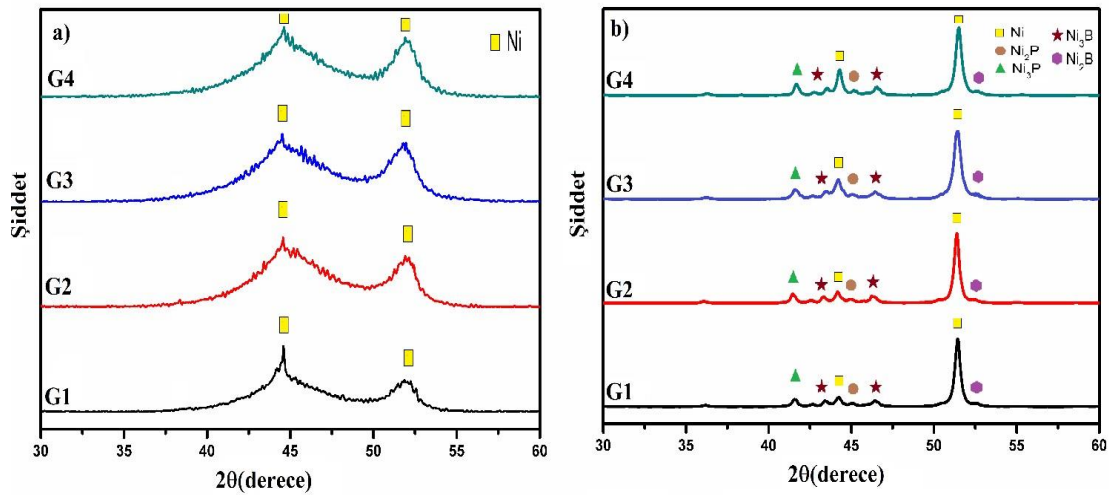 a)
Ni
G4
G3
G2
G1
Şiddet
30 35 40 45 50 55 60
2θ(derece)
b)
Ni
Ni₂P
Ni₃P
Ni₃B
Ni₂B
G4
G3
G2
G1
Şiddet
30 35 40 45 50 55 60
2θ(derece)